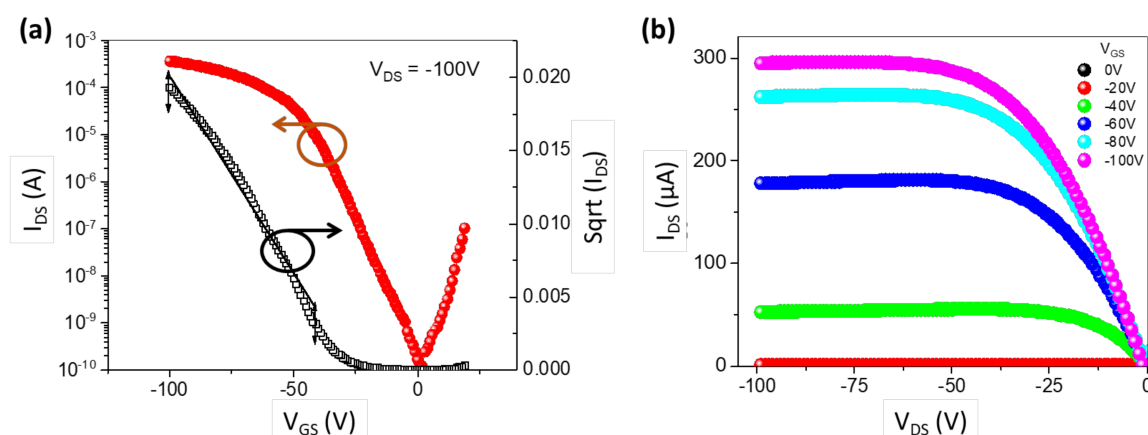 (a)
10⁻³
10⁻⁴
10⁻⁵
10⁻⁶
10⁻⁷
10⁻⁸
10⁻⁹
10⁻¹⁰
I_DS (A)
V_DS = -100V
0.020
0.015
0.010
0.005
0.000
Sqrt (I_DS)
-100
-50
0
V_GS (V)
(b)
300
200
100
0
I_DS (µA)
V_GS
0V
-20V
-40V
-60V
-80V
-100V
-100
-75
-50
-25
0
V_DS (V)